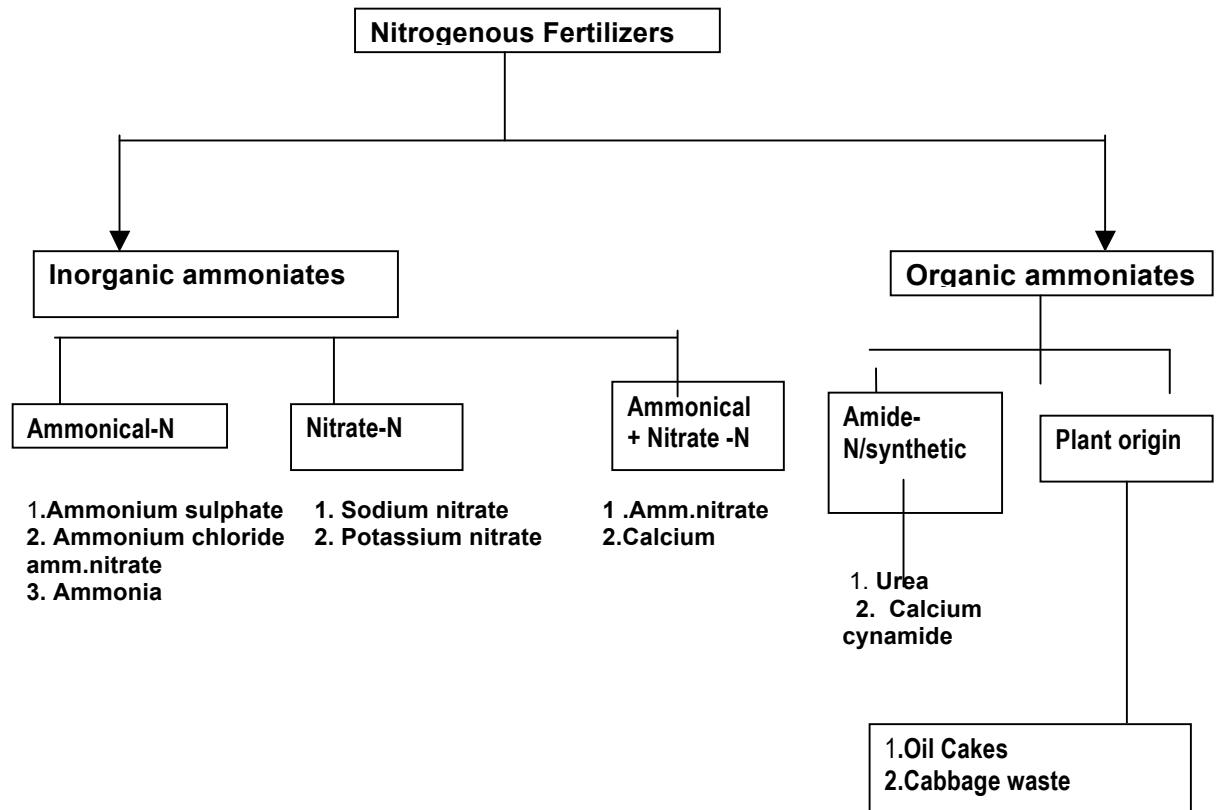 Nitrogenous Fertilizers
Inorganic ammoniates
Organic ammoniates
Ammonical-N
Nitrate-N
Ammonical
+ Nitrate -N
Amide-
N/synthetic
Plant origin
1.Ammonium sulphate
2. Ammonium chloride
amm.nitrate
3. Ammonia
1. Sodium nitrate
2. Potassium nitrate
1 .Amm.nitrate
2.Calcium
1. Urea
2. Calcium
cynamide
1.Oil Cakes
2.Cabbage waste